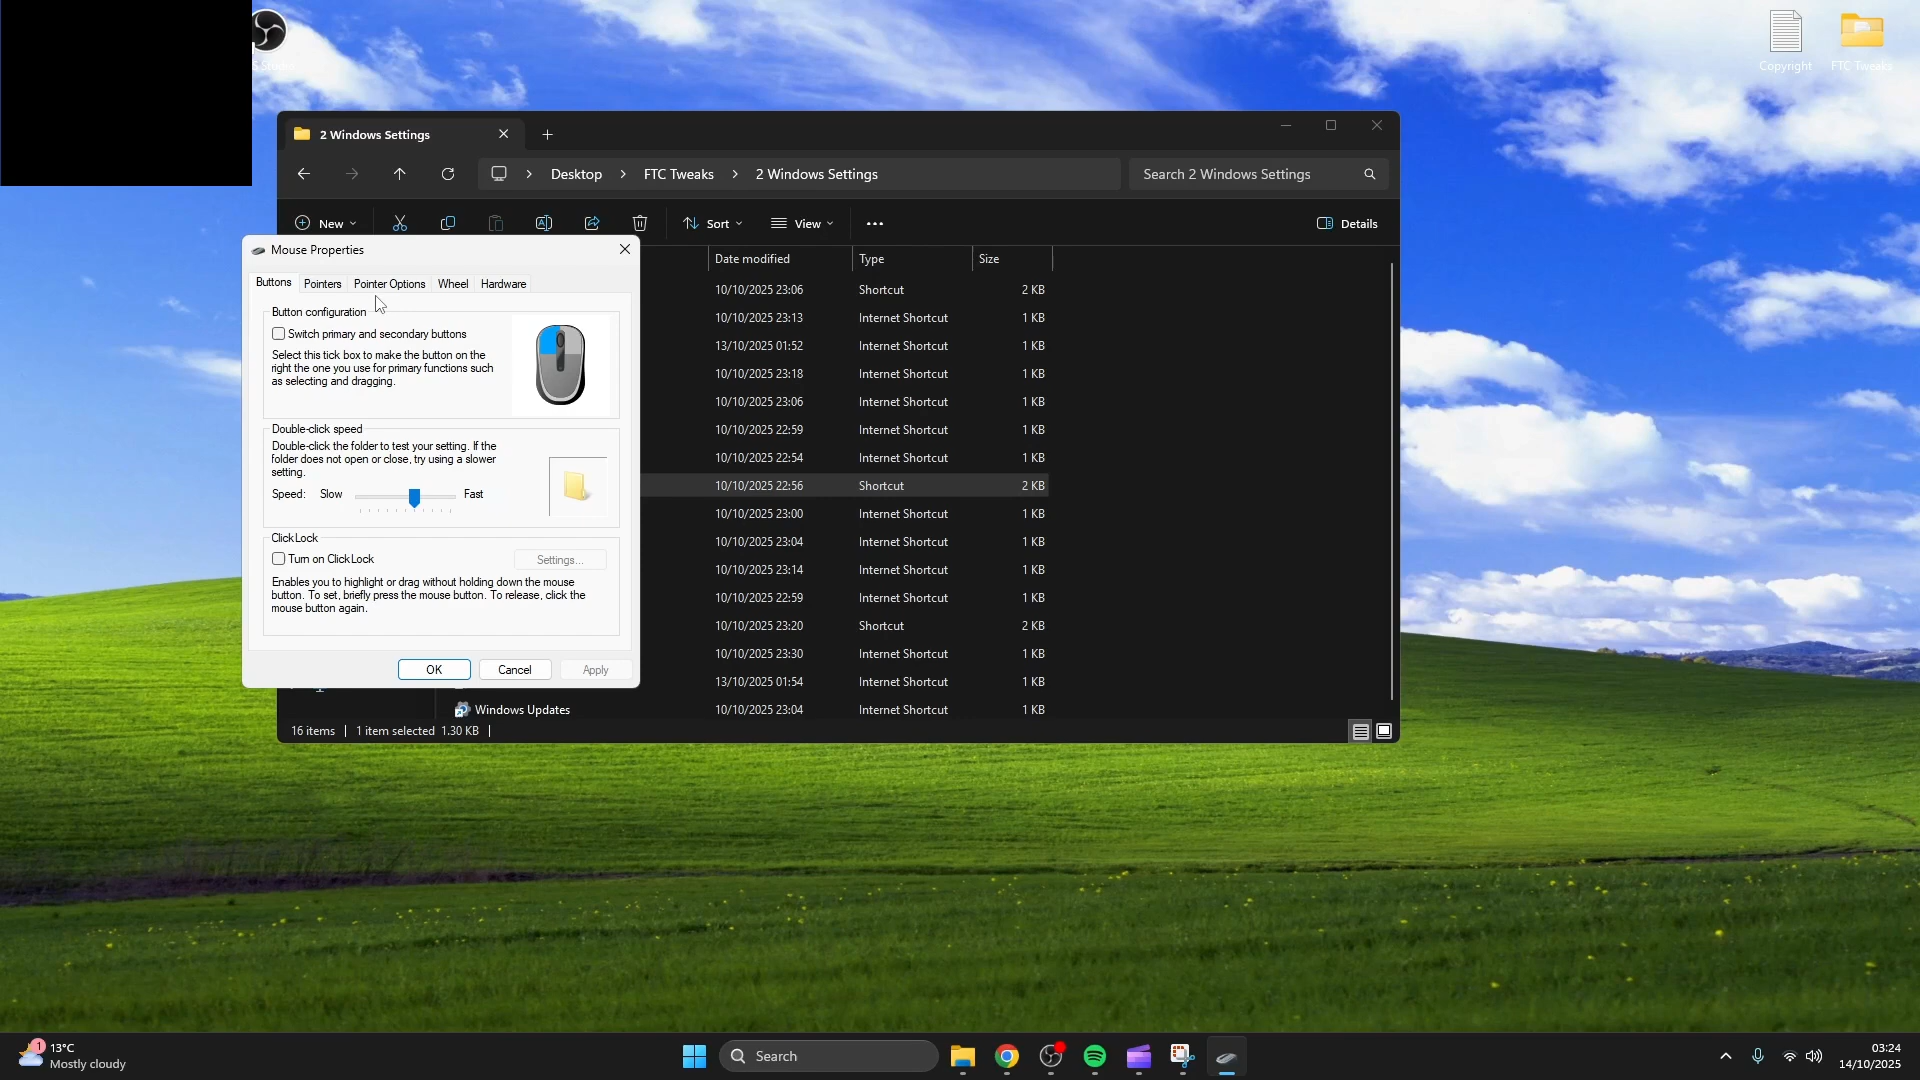 Copyright
FTC Tweaks
2 Windows Settings
Desktop
FTC Tweaks
2 Windows Settings
Search 2 Windows Settings
New
Sort
View
Details
Mouse Properties
Buttons
Pointers
Pointer Options
Wheel
Hardware
Button configuration
Switch primary and secondary buttons
Select this tick box to make the button on the
right the one you use for primary functions such
as selecting and dragging.
Double-click speed
Double-click the folder to test your setting. If the
folder does not open or close, try using a slower
setting.
Speed: Slow Fast
ClickLock
Turn on ClickLock
Settings...
Enables you to highlight or drag without holding down the mouse
button. To set, briefly press the mouse button. To release, click the
mouse button again.
OK
Cancel
Apply
Date modified Type Size
10/10/2025 23:06 Shortcut 2 KB
10/10/2025 23:13 Internet Shortcut 1 KB
13/10/2025 01:52 Internet Shortcut 1 KB
10/10/2025 23:18 Internet Shortcut 1 KB
10/10/2025 23:06 Internet Shortcut 1 KB
10/10/2025 22:59 Internet Shortcut 1 KB
10/10/2025 22:54 Internet Shortcut 1 KB
10/10/2025 22:56 Shortcut 2 KB
10/10/2025 23:00 Internet Shortcut 1 KB
10/10/2025 23:04 Internet Shortcut 1 KB
10/10/2025 23:14 Internet Shortcut 1 KB
10/10/2025 22:59 Internet Shortcut 1 KB
10/10/2025 23:20 Shortcut 2 KB
10/10/2025 23:30 Internet Shortcut 1 KB
13/10/2025 01:54 Internet Shortcut 1 KB
Windows Updates 10/10/2025 23:04 Internet Shortcut 1 KB
16 items 1 item selected 1.30 KB
1
13°C
Mostly cloudy
Search
03:24
14/10/2025